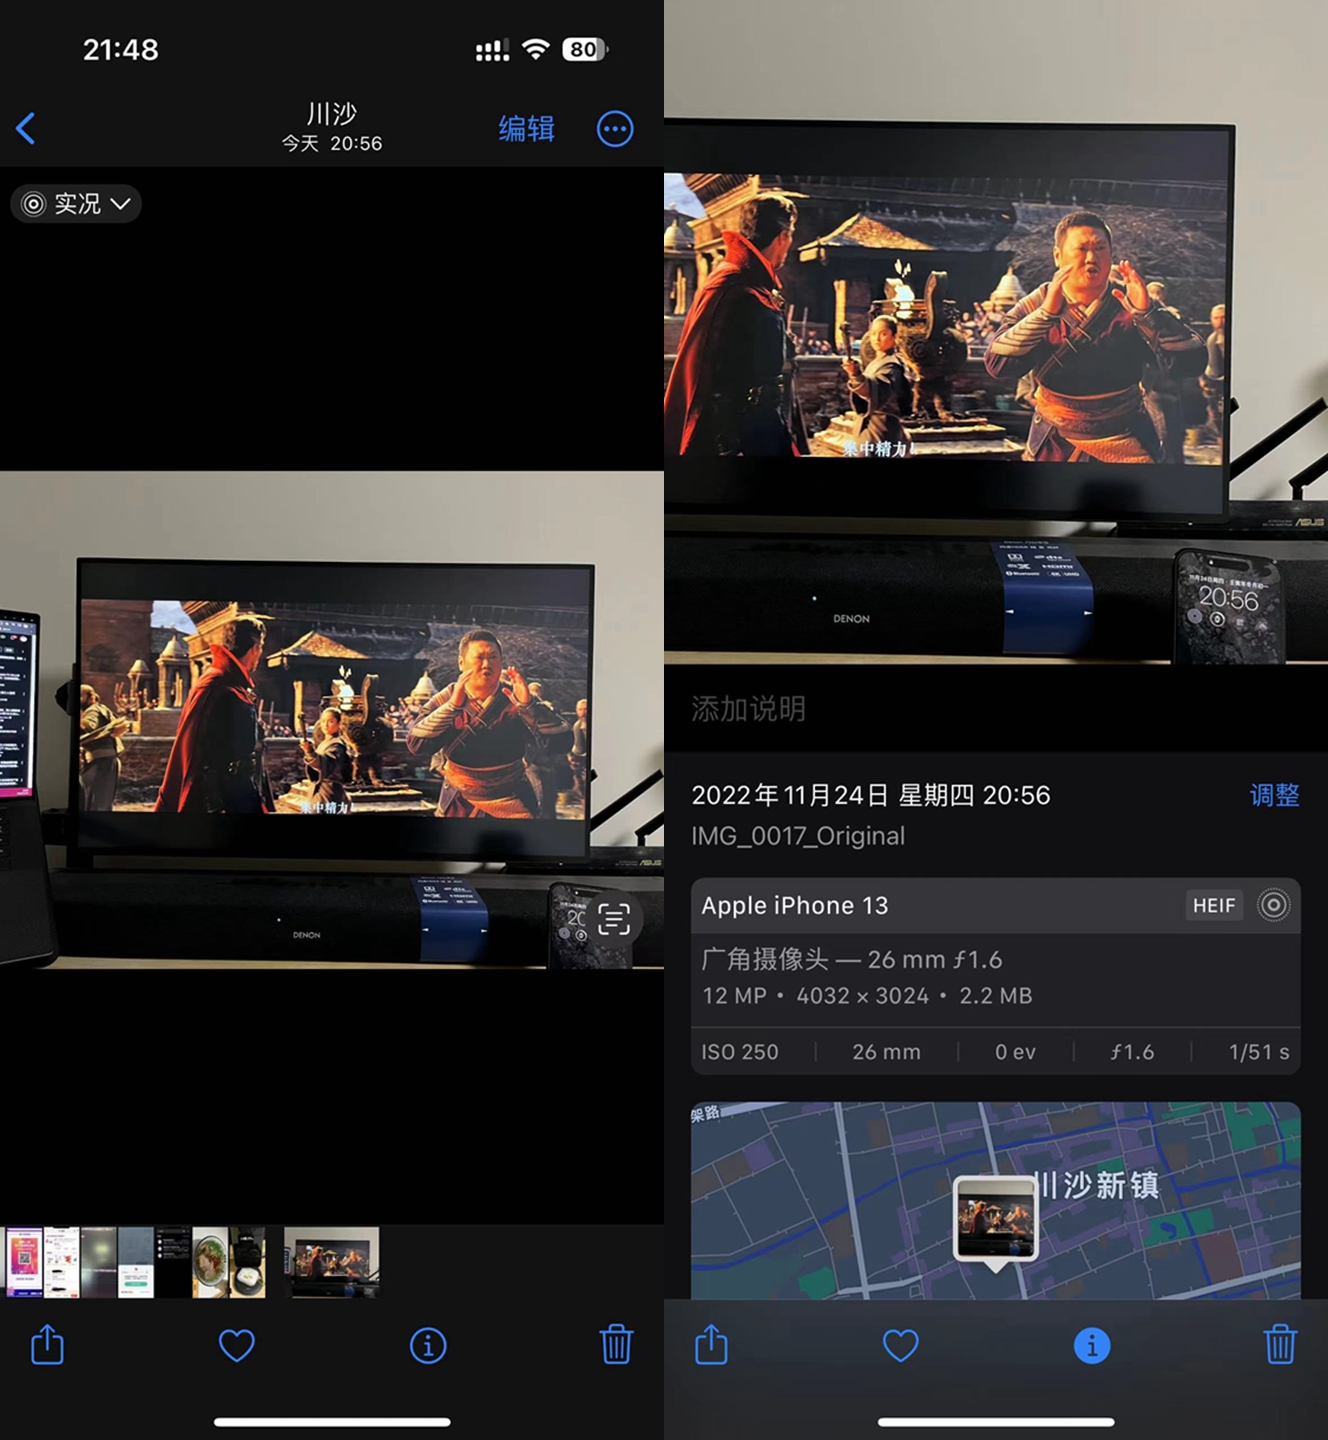 21:48
80
川沙
今天 20:56
编辑
实况
集中精力!
DENON
ASUS
20
集中精力!
ASUS
DENON
20:56
添加说明
2022年11月24日 星期四 20:56
调整
IMG_0017_Original
Apple iPhone 13
HEIF
广角摄像头 — 26 mm ƒ1.6
12 MP • 4032 × 3024 • 2.2 MB
ISO 250
26 mm
0 ev
ƒ1.6
1/51 s
架路
川沙新镇